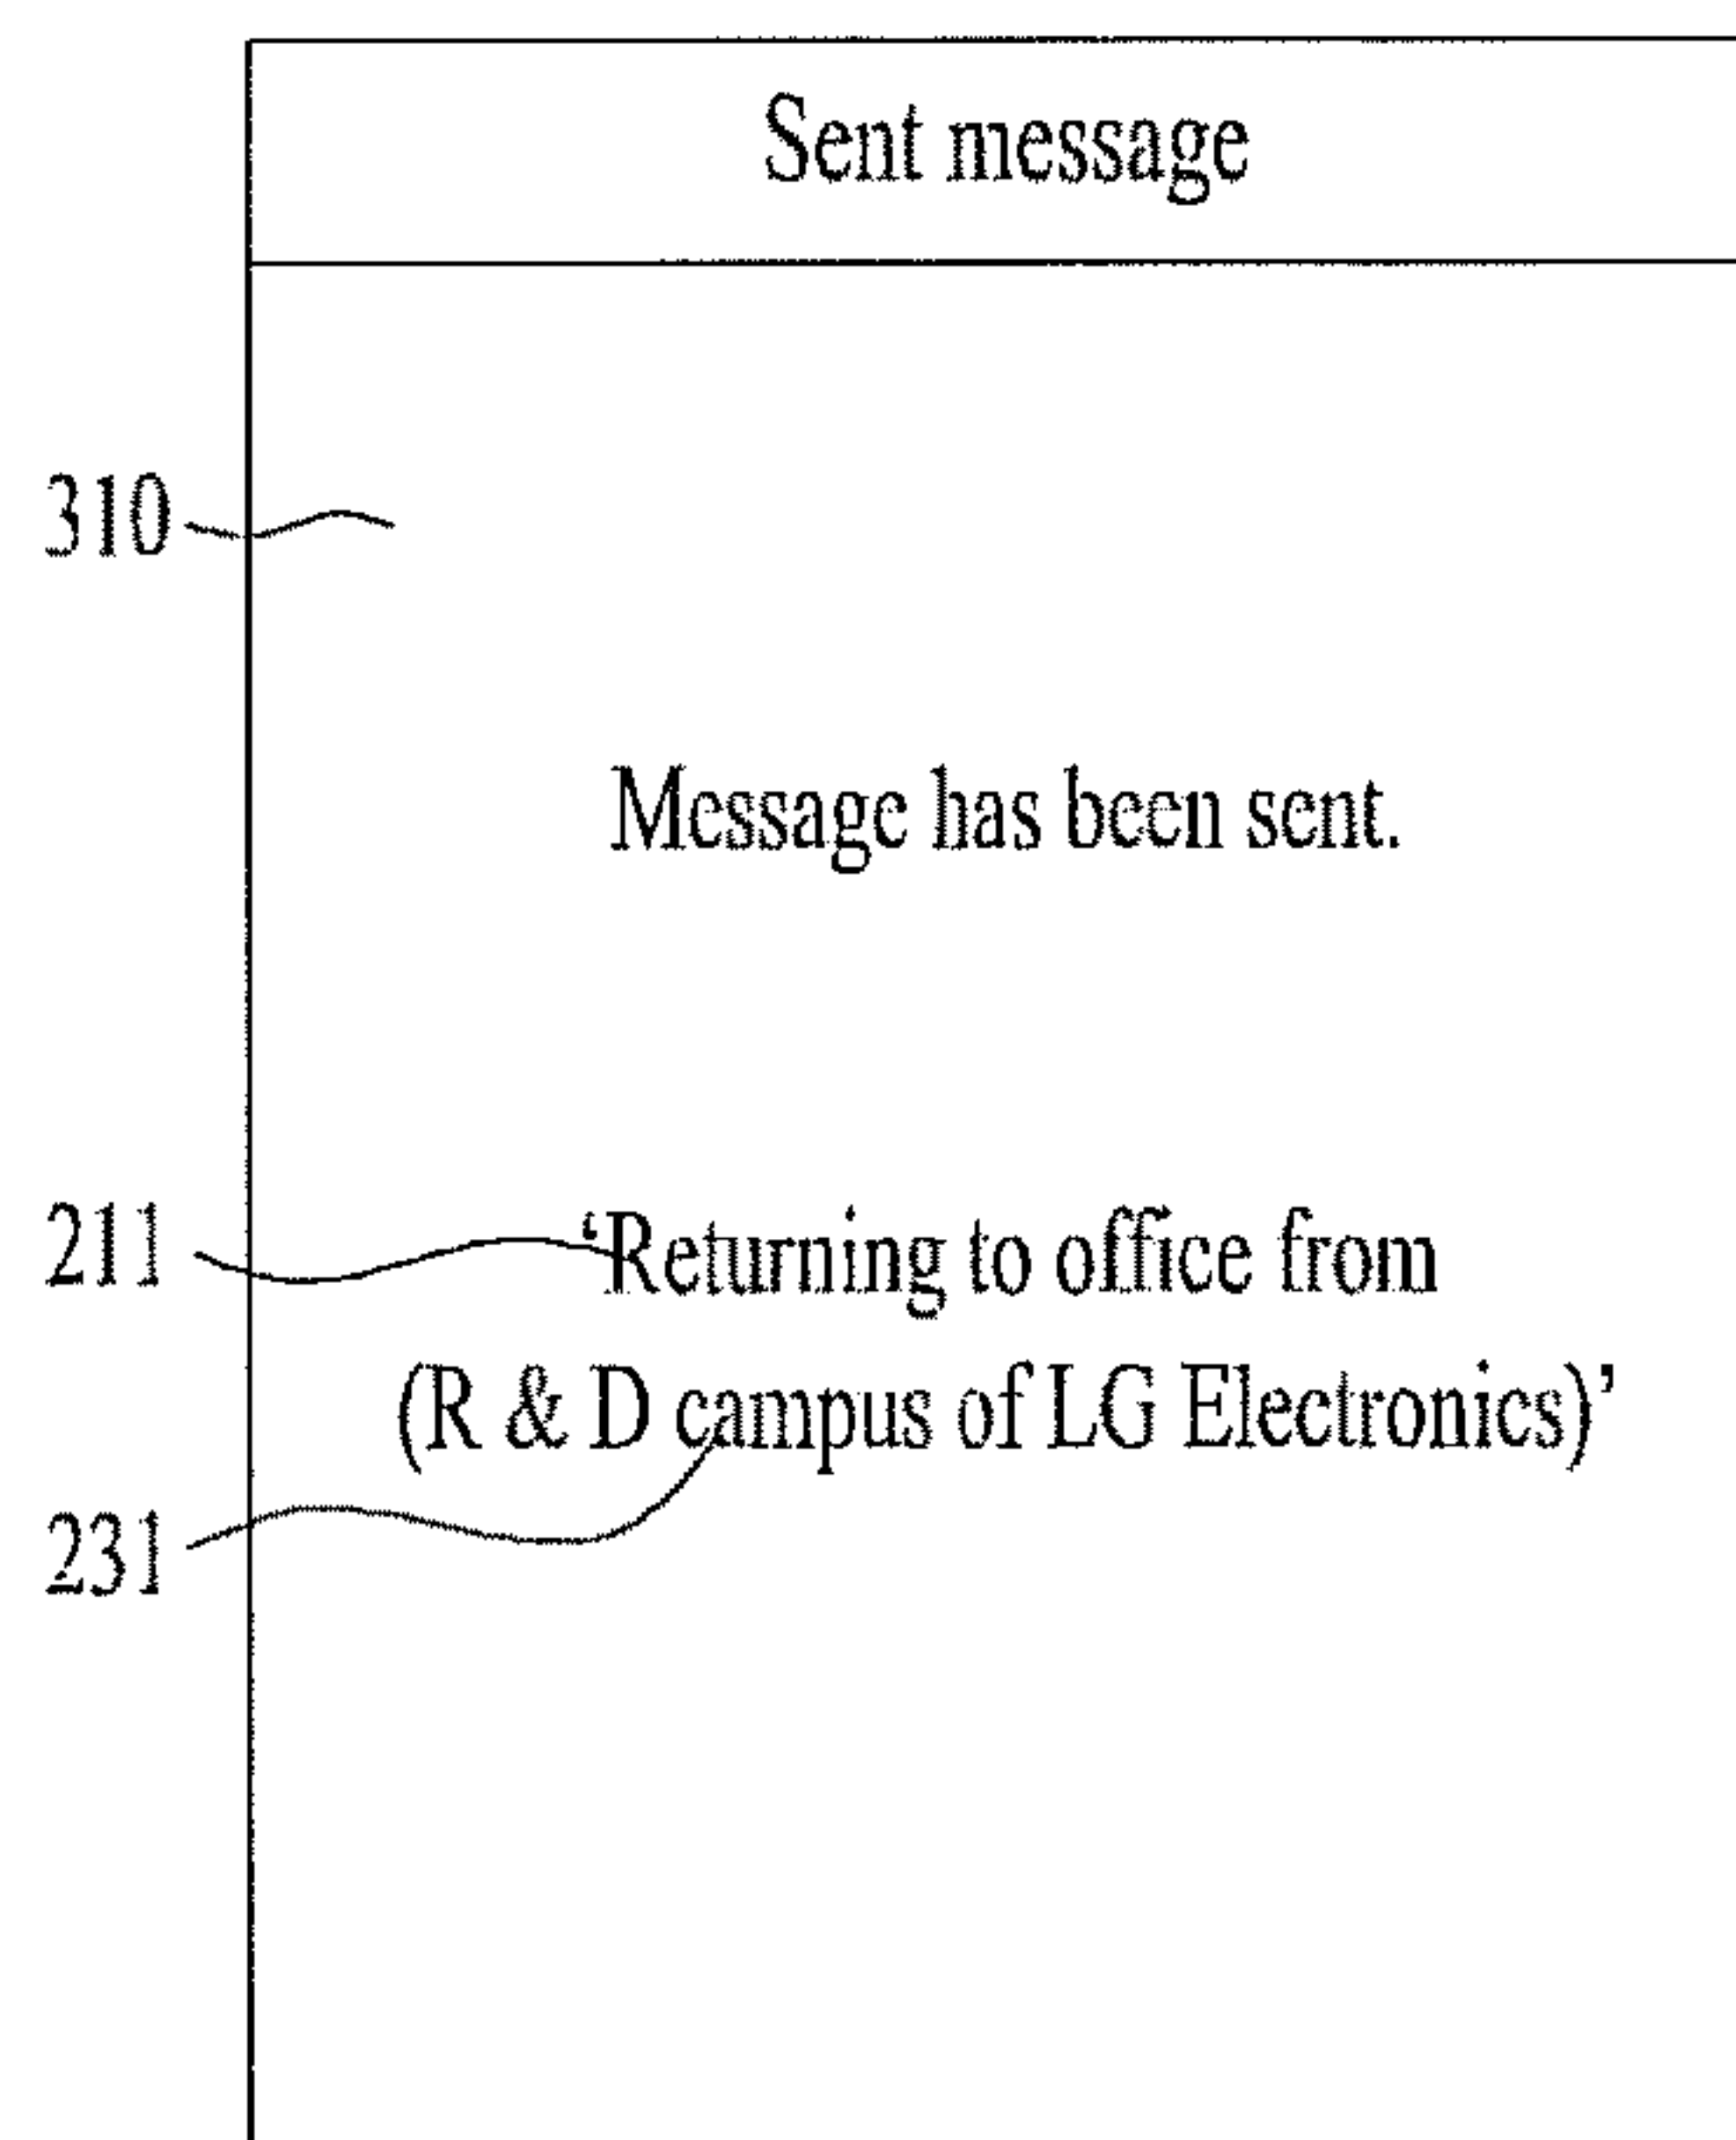 Sent message
310
Message has been sent.
211 ‘Returning to office from
(R & D campus of LG Electronics)’
231